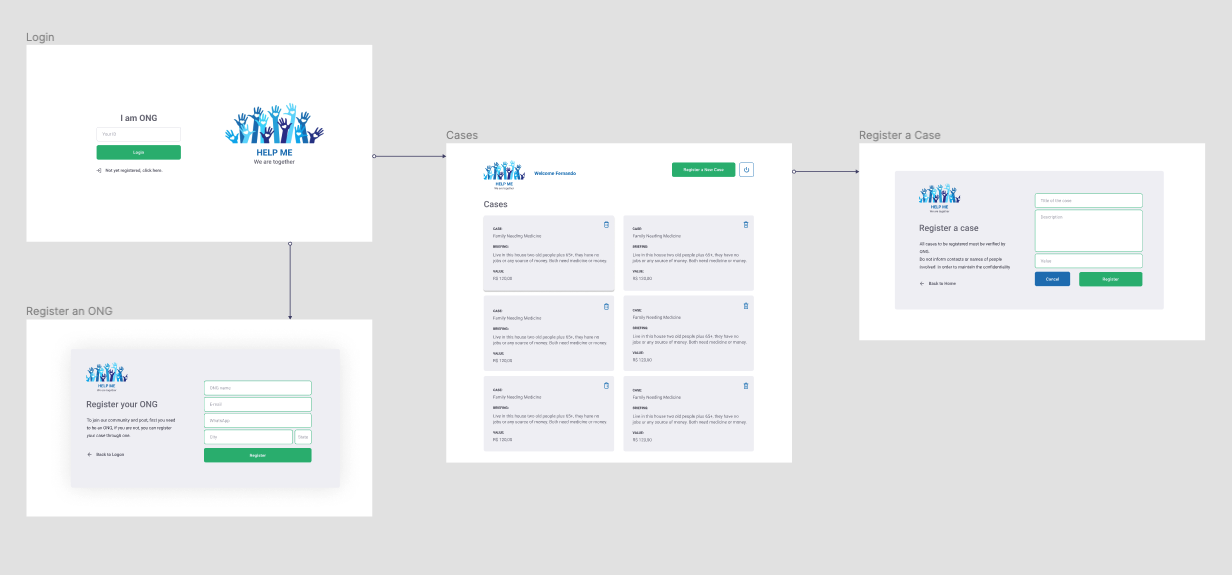 Login
I am ONG
Your ID
Login
Not yet registered, click here.
HELP ME
We are together
Register an ONG
HELP ME
We are together
Register your ONG
To join our community and post, first you need
to be an ONG, if you are not, you can register
your case through one.
Back to Logon
ONG name
E-mail
WhatsApp
City
State
Register
Cases
HELP ME
We are together
Welcome Fernando
Register a New Case
Cases
CASE:
Family Needing Medicine
BRIEFING:
Live in this house two old people plus 65+, they have no
jobs or any source of money. Both need medicine or money.
VALUE:
R$ 120,00
CASE:
Family Needing Medicine
BRIEFING:
Live in this house two old people plus 65+, they have no
jobs or any source of money. Both need medicine or money.
VALUE:
R$ 120,00
CASE:
Family Needing Medicine
BRIEFING:
Live in this house two old people plus 65+, they have no
jobs or any source of money. Both need medicine or money.
VALUE:
R$ 120,00
CASE:
Family Needing Medicine
BRIEFING:
Live in this house two old people plus 65+, they have no
jobs or any source of money. Both need medicine or money.
VALUE:
R$ 120,00
CASE:
Family Needing Medicine
BRIEFING:
Live in this house two old people plus 65+, they have no
jobs or any source of money. Both need medicine or money.
VALUE:
R$ 120,00
CASE:
Family Needing Medicine
BRIEFING:
Live in this house two old people plus 65+, they have no
jobs or any source of money. Both need medicine or money.
VALUE:
R$ 120,00
Register a Case
HELP ME
We are together
Register a case
All cases to be registered must be verified by
ONG.
Do not inform contacts or names of people
involved in order to maintain the confidentiality
Back to Home
Title of the case
Description
Value
Cancel
Register